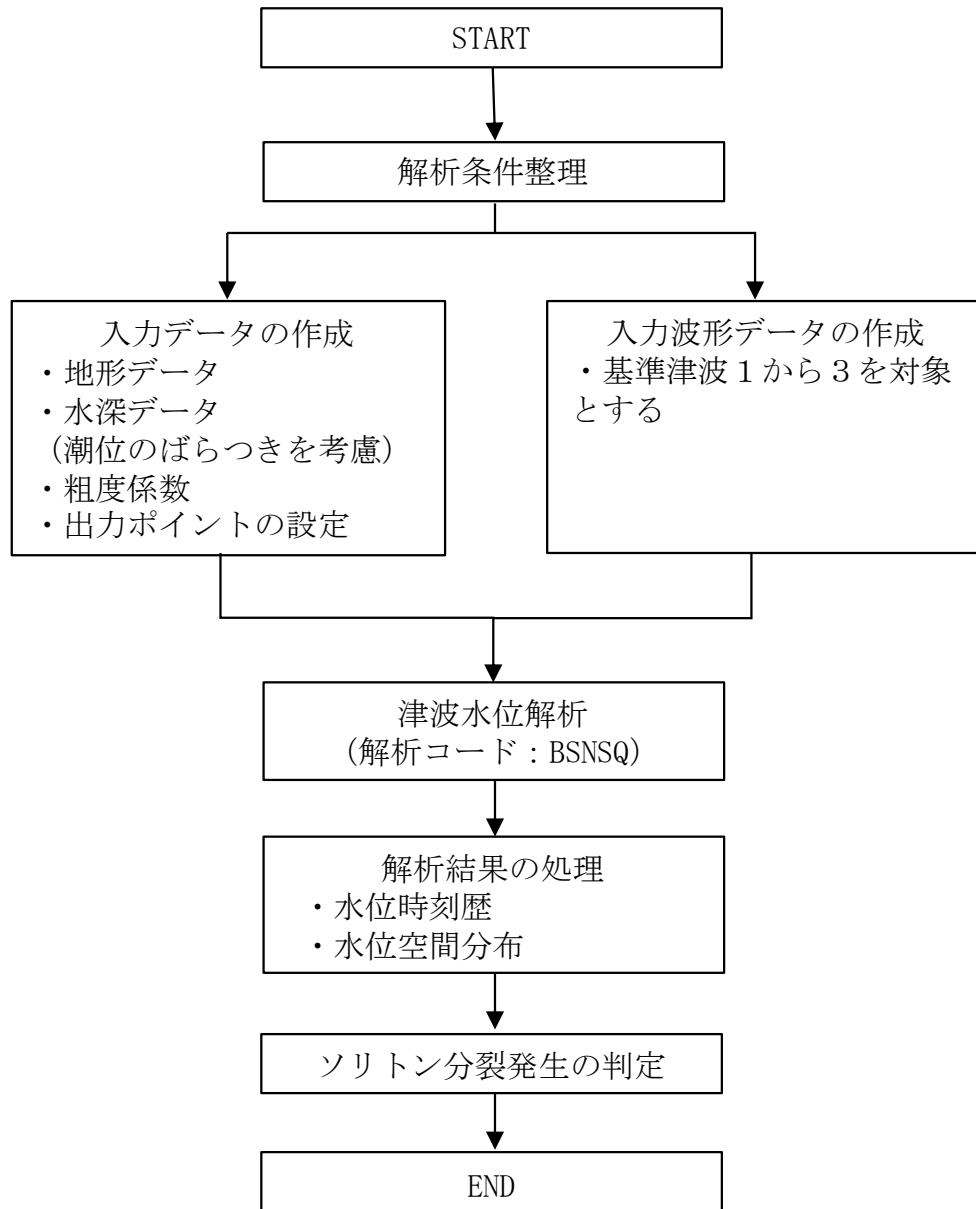 START
解析条件整理
入力データの作成
・地形データ
・水深データ
(潮位のばらつきを考慮)
・粗度係数
・出力ポイントの設定
入力波形データの作成
・基準津波１から３を対象
とする
津波水位解析
(解析コード：BSNSQ)
解析結果の処理
・水位時刻歴
・水位空間分布
ソリトン分裂発生の判定
END